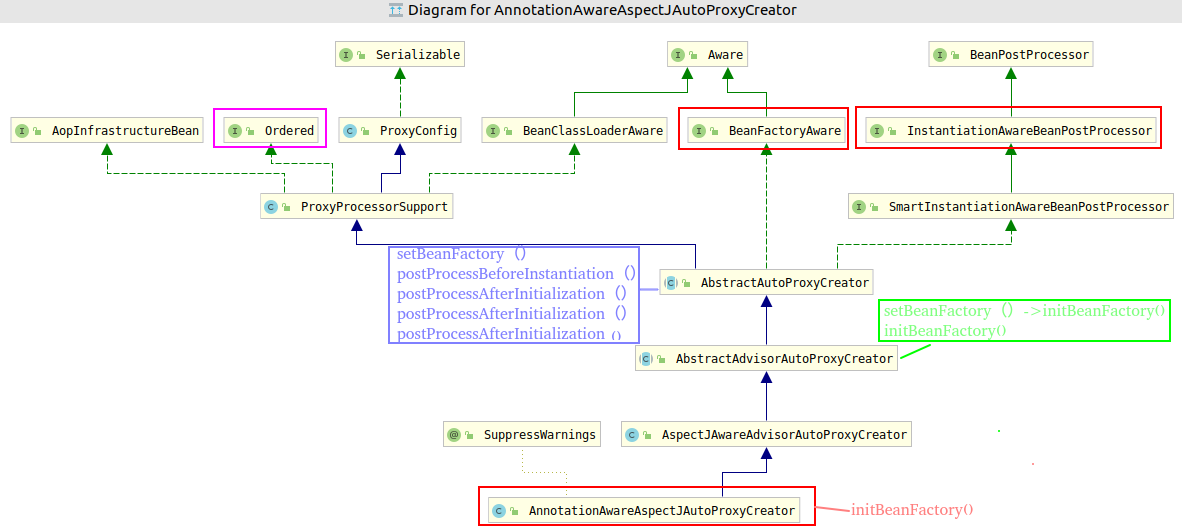 Diagram for AnnotationAwareAspectJAutoProxyCreator
Serializable
Aware
BeanPostProcessor
AopInfrastructureBean
Ordered
ProxyConfig
BeanClassLoaderAware
BeanFactoryAware
InstantiationAwareBeanPostProcessor
ProxyProcessorSupport
SmartInstantiationAwareBeanPostProcessor
setBeanFactory（）
postProcessBeforeInstantiation（）
postProcessAfterInitialization（）
postProcessAfterInitialization（）
postProcessAfterInitialization（）
AbstractAutoProxyCreator
setBeanFactory（）->initBeanFactory()
initBeanFactory()
AbstractAdvisorAutoProxyCreator
SuppressWarnings
AspectJAwareAdvisorAutoProxyCreator
AnnotationAwareAspectJAutoProxyCreator
initBeanFactory()